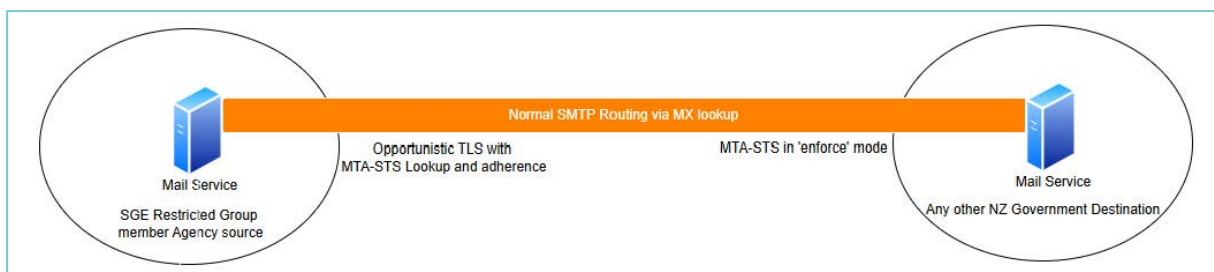 Normal SMTP Routing via MX lookup
Opportunistic TLS with
MTA-STS Lookup and adherence
MTA-STS in 'enforce' mode
Mail Service
SGE Restricted Group
member Agency source
Mail Service
Any other NZ Government Destination